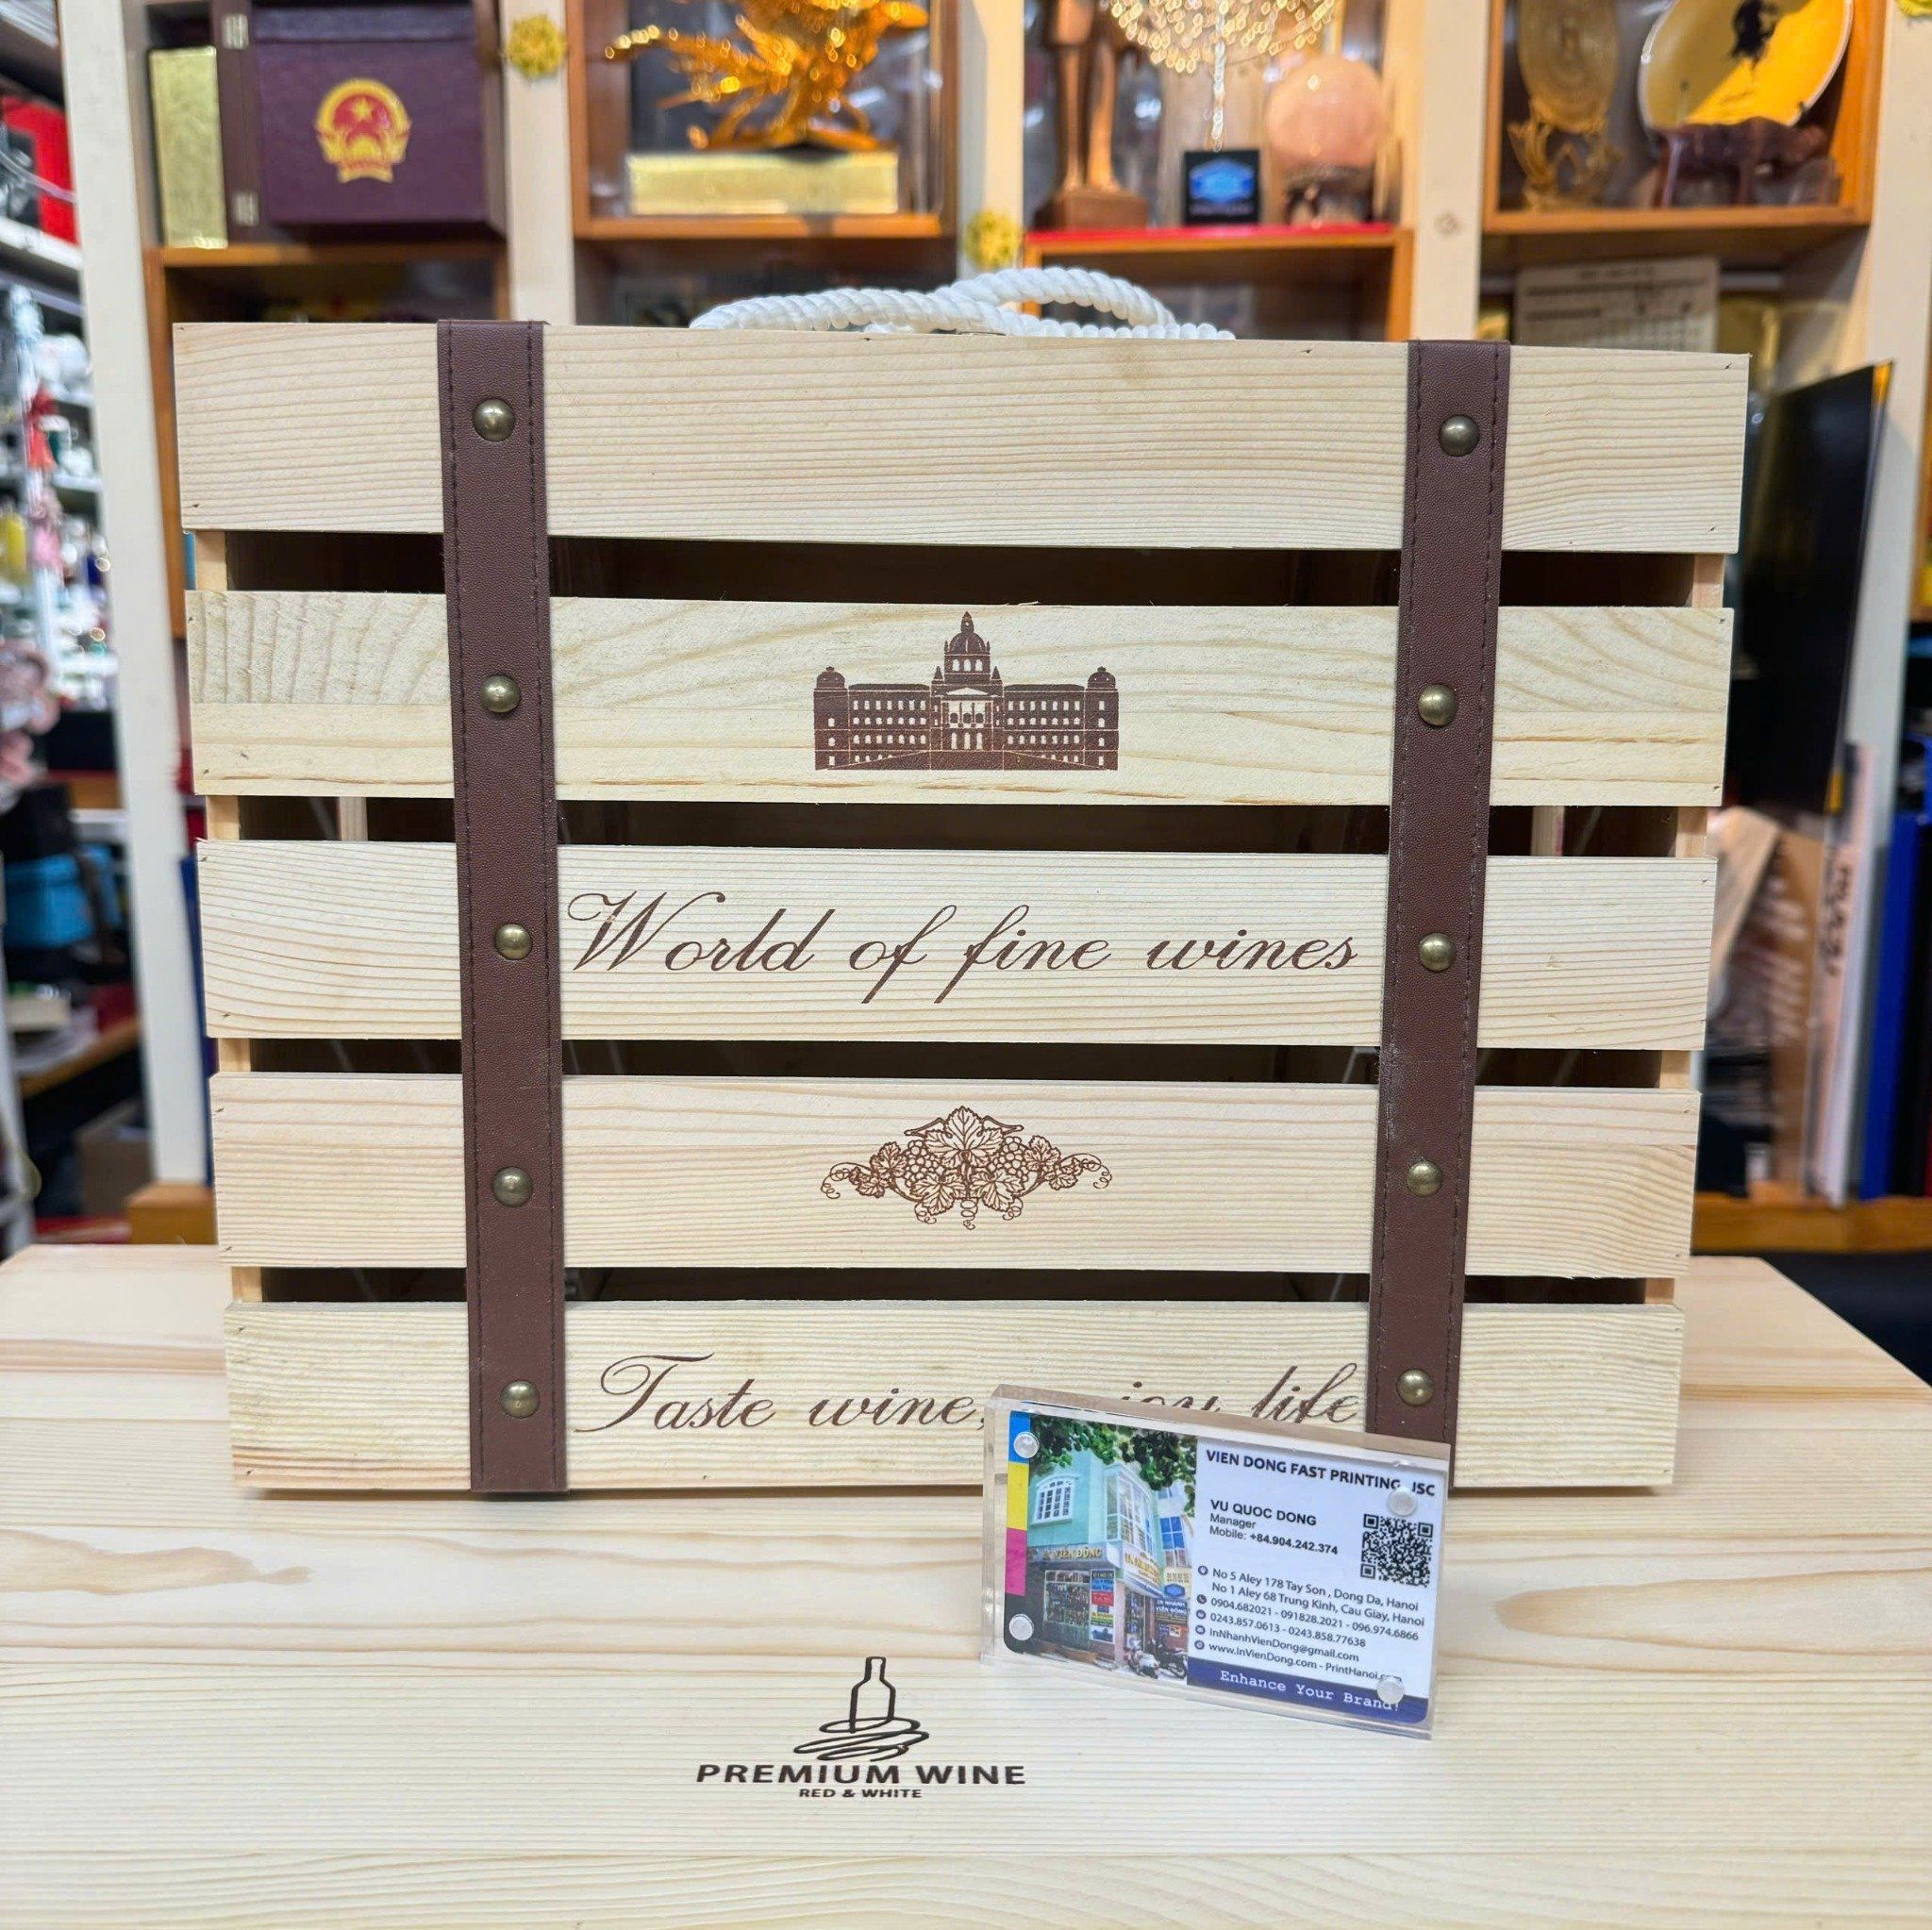 World of fine wines
Taste wine, life
VIEN DONG FAST PRINTING JSC
VU QUOC DONG
Manager
Mobile: +84.904.242.374
No 5 Aley 178 Tay Son , Dong Da, Hanoi
No 1 Aley 68 Trung Kinh, Cau Giay, Hanoi
0904.682021 - 091828.2021 - 096.974.6866
0243.857.0613 - 0243.858.77638
InNhanhVienDong@gmail.com
www.InVienDong.com - PrintHanoi.com
Enhance Your Brand!
VIỄN ĐÔNG
PREMIUM WINE
RED & WHITE